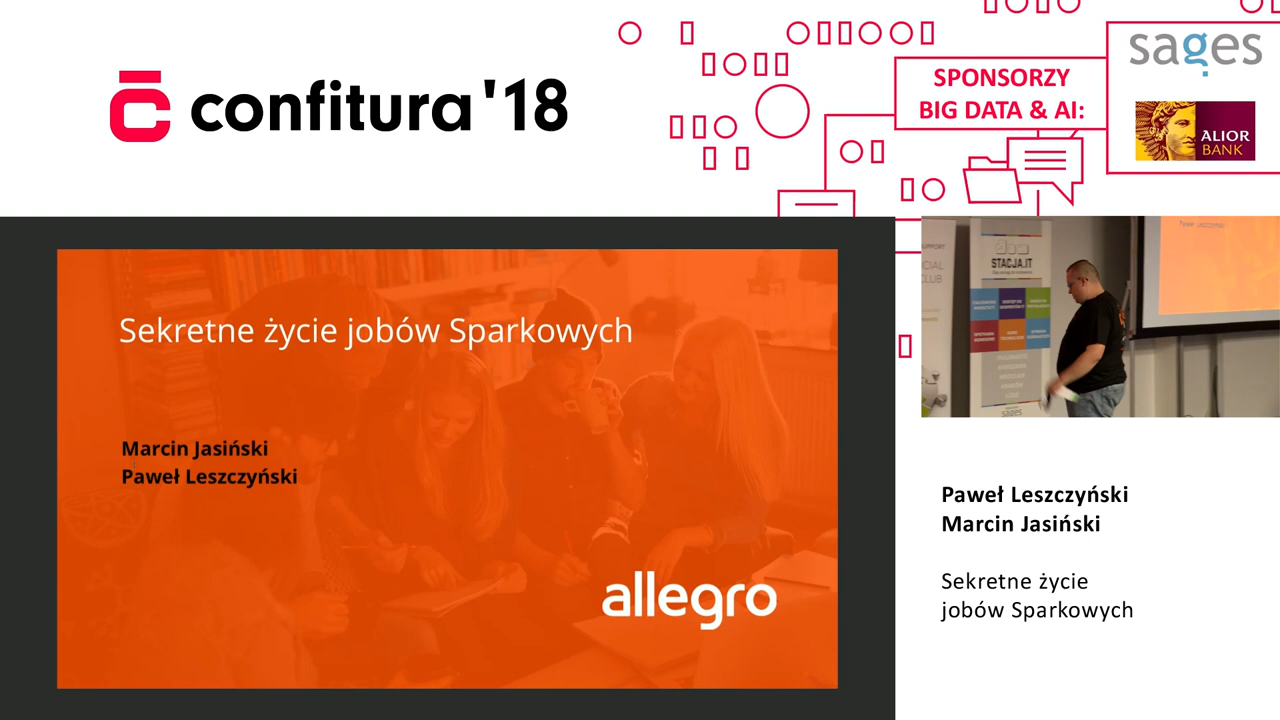 confitura '18
SPONSORZY
BIG DATA & AI:
sages
ALIOR
BANK
Sekretne życie jobów Sparkowych
Marcin Jasiński
Paweł Leszczyński
allegro
STACJA.IT
sages
Paweł Leszczyński
Marcin Jasiński
Sekretne życie
jobów Sparkowych